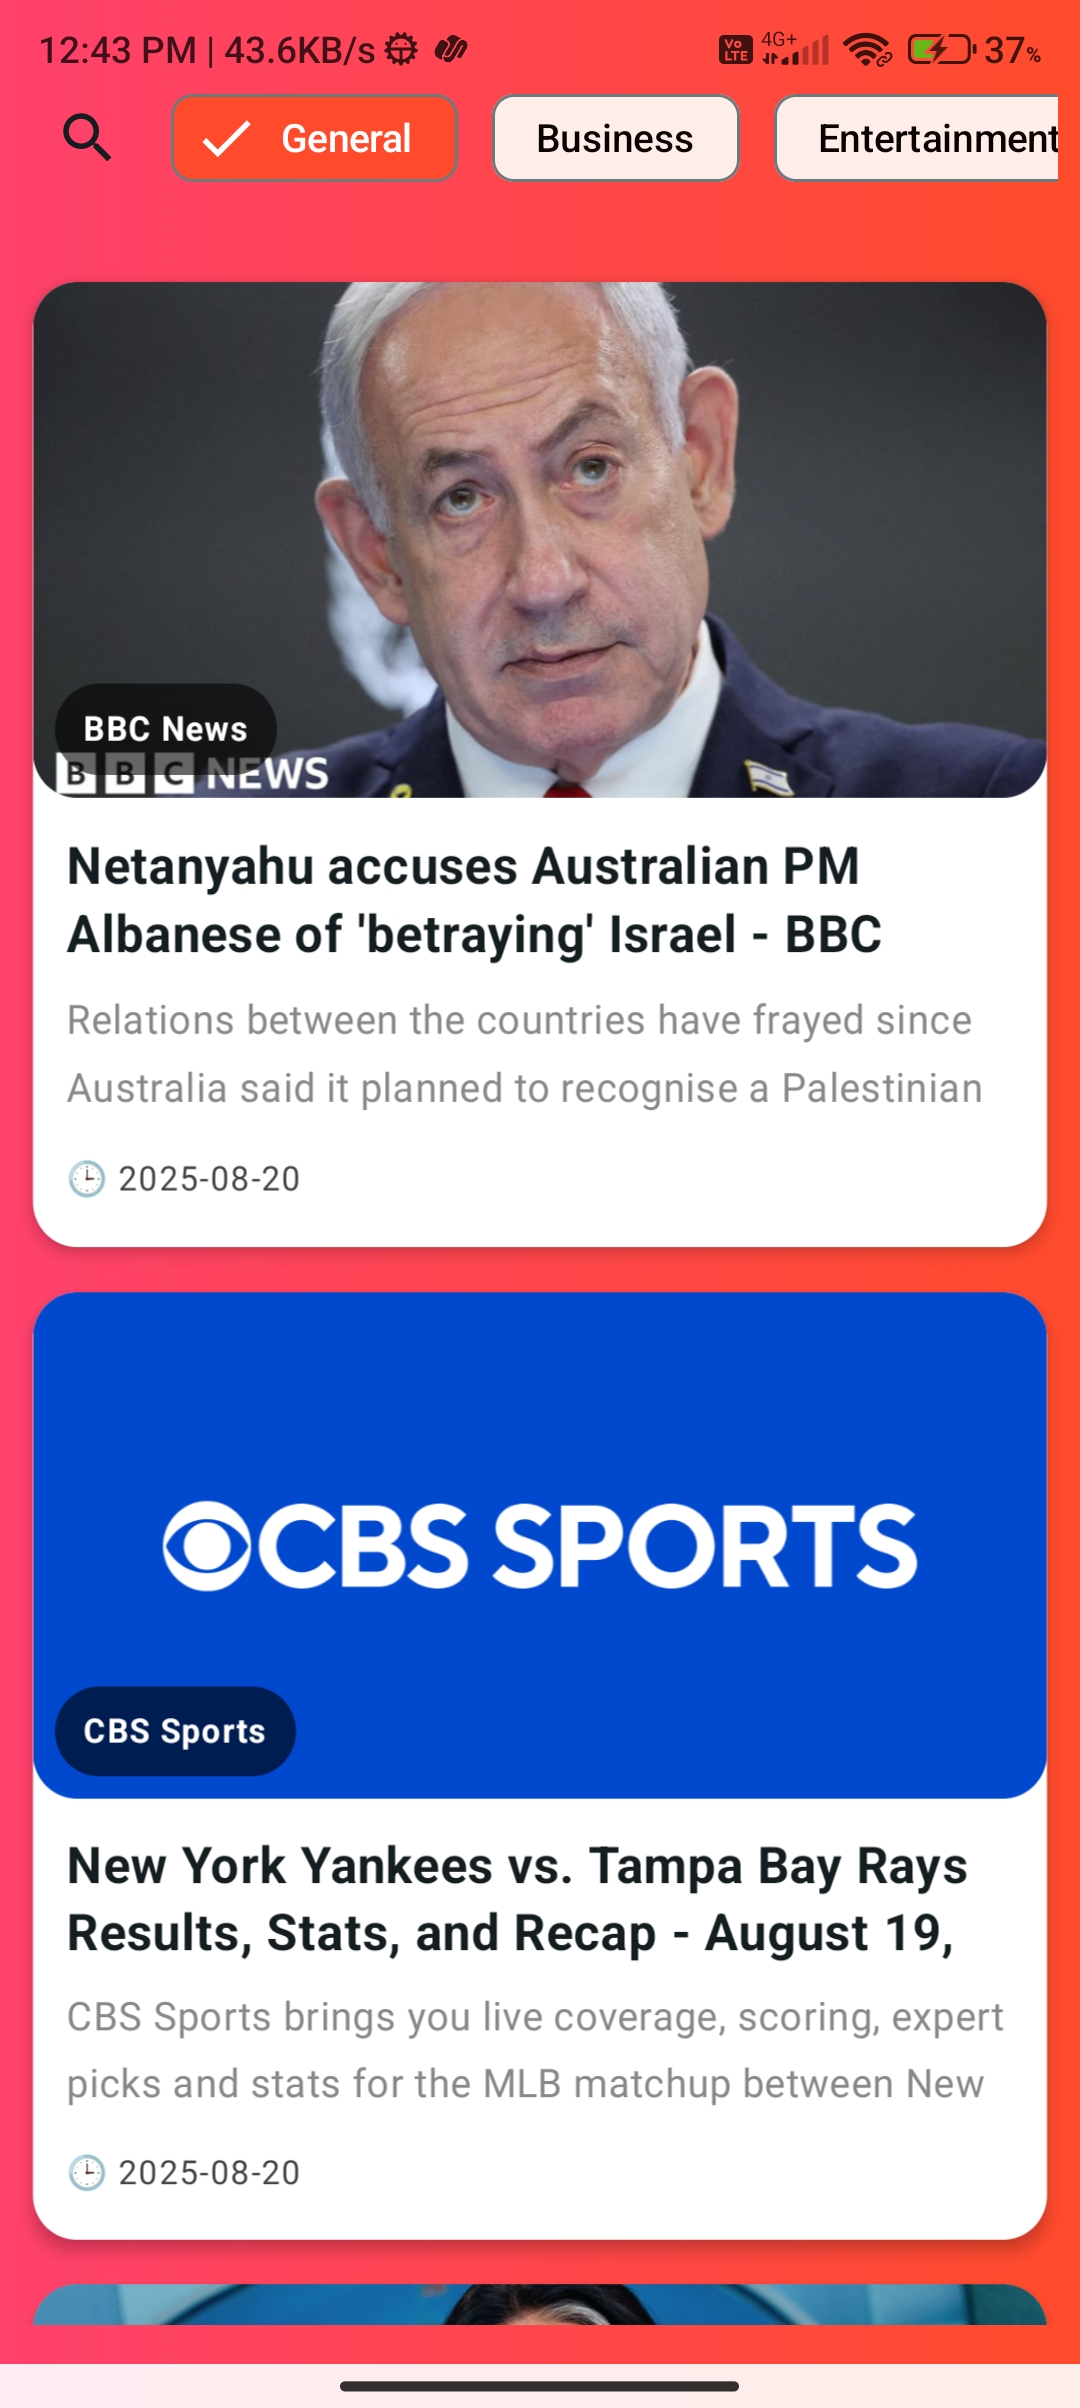 12:43 PM | 43.6KB/s
Vo LTE 4G+ 37%
General
Business
Entertainment
BBC News
BBC NEWS
Netanyahu accuses Australian PM
Albanese of 'betraying' Israel - BBC
Relations between the countries have frayed since
Australia said it planned to recognise a Palestinian
🕒 2025-08-20
CBS SPORTS
CBS Sports
New York Yankees vs. Tampa Bay Rays
Results, Stats, and Recap - August 19,
CBS Sports brings you live coverage, scoring, expert
picks and stats for the MLB matchup between New
🕒 2025-08-20